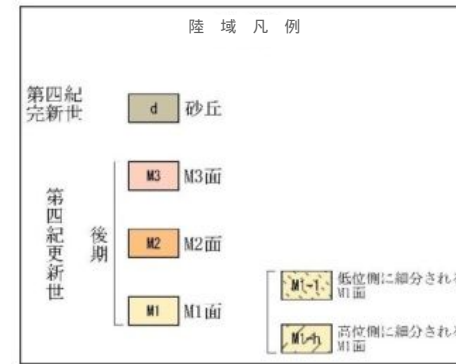 陸域凡例
第四紀
完新世
d 砂丘
第四紀更新世
後期
M3 M3面
M2 M2面
M1 M1面
M1-l 低位側に細分される
M1面
M1-h 高位側に細分される
M1面